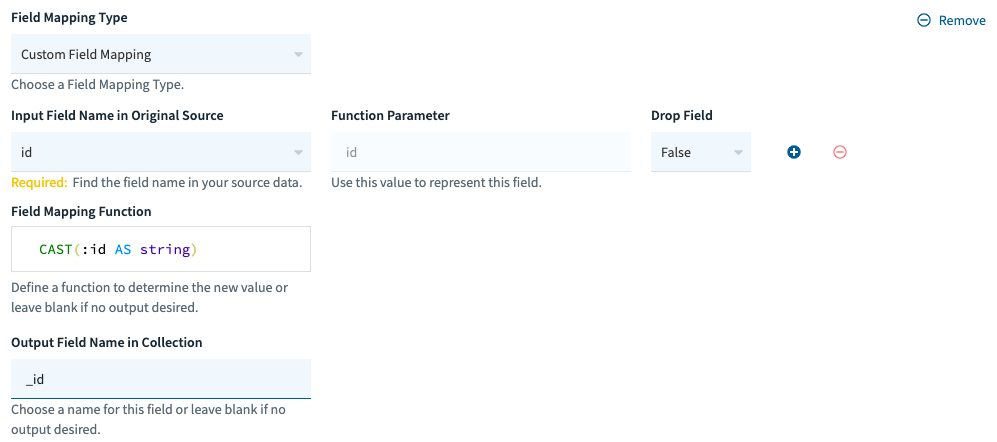 Field Mapping Type
Remove
Custom Field Mapping
Choose a Field Mapping Type.
Input Field Name in Original Source
Function Parameter
Drop Field
id
id
False
Required: Find the field name in your source data.
Use this value to represent this field.
Field Mapping Function
CAST(:id AS string)
Define a function to determine the new value or
leave blank if no output desired.
Output Field Name in Collection
_id
Choose a name for this field or leave blank if no
output desired.